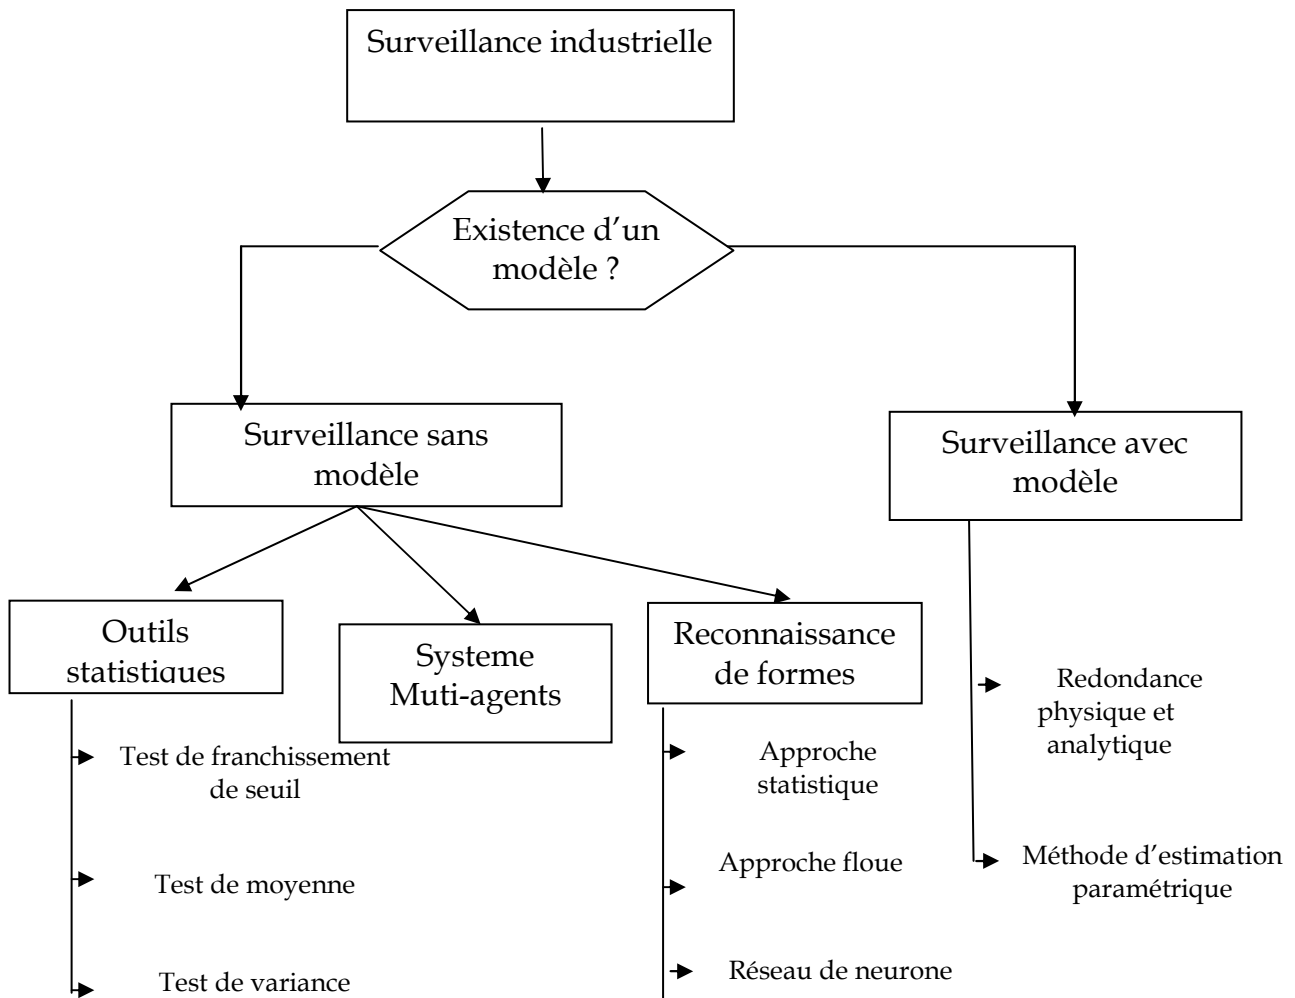 Surveillance industrielle
Existence d'un
modèle ?
Surveillance sans
modèle
Surveillance avec
modèle
Outils
statistiques
Systeme
Muti-agents
Reconnaissance
de formes
Test de franchissement
de seuil
Test de moyenne
Test de variance
Approche
statistique
Approche floue
Réseau de neurone
Redondance
physique et
analytique
Méthode d'estimation
paramétrique